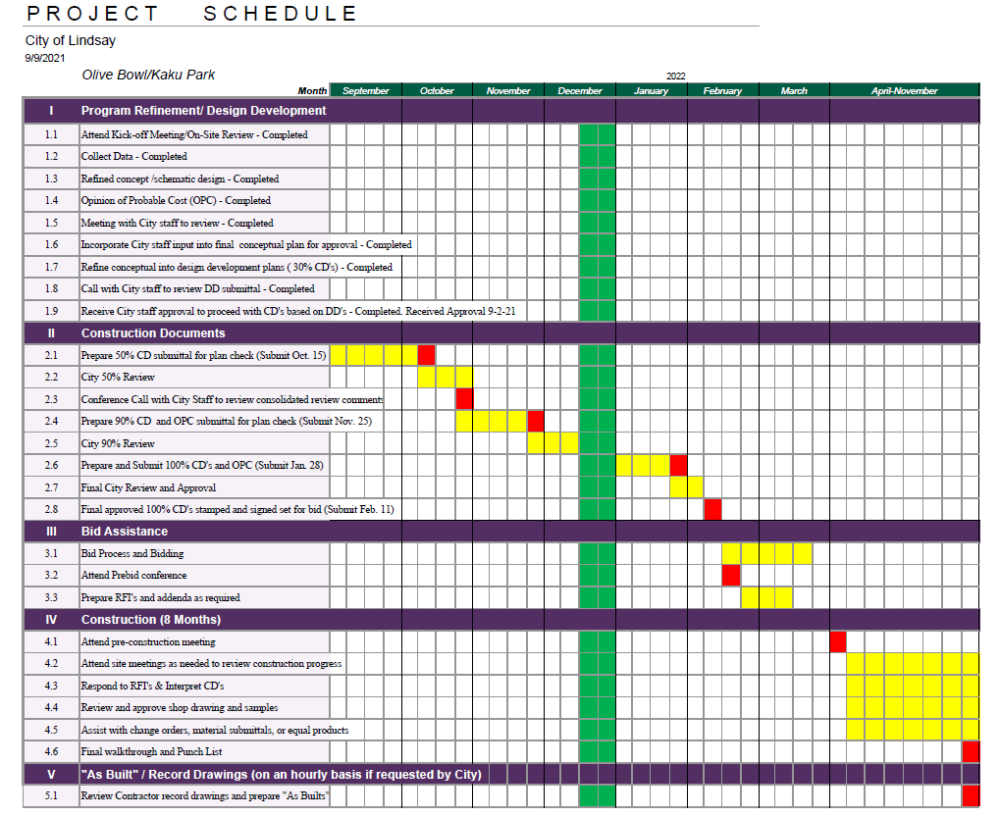 PROJECT SCHEDULE
City of Lindsay
9/9/2021
Olive Bowl/Kaku Park
2022
Month September October November December January February March April-November
I Program Refinement/ Design Development
1.1 Attend Kick-off Meeting/On-Site Review - Completed
1.2 Collect Data - Completed
1.3 Refined concept /schematic design - Completed
1.4 Opinion of Probable Cost (OPC) - Completed
1.5 Meeting with City staff to review - Completed
1.6 Incorporate City staff input into final conceptual plan for approval - Completed
1.7 Refine conceptual into design development plans ( 30% CD's) - Completed
1.8 Call with City staff to review DD submittal - Completed
1.9 Receive City staff approval to proceed with CD's based on DD's - Completed. Received Approval 9-2-21
II Construction Documents
2.1 Prepare 50% CD submittal for plan check (Submit Oct. 15)
2.2 City 50% Review
2.3 Conference Call with City Staff to review consolidated review comments
2.4 Prepare 90% CD and OPC submittal for plan check (Submit Nov. 25)
2.5 City 90% Review
2.6 Prepare and Submit 100% CD's and OPC (Submit Jan. 28)
2.7 Final City Review and Approval
2.8 Final approved 100% CD's stamped and signed set for bid (Submit Feb. 11)
III Bid Assistance
3.1 Bid Process and Bidding
3.2 Attend Prebid conference
3.3 Prepare RFI's and addenda as required
IV Construction (8 Months)
4.1 Attend pre-construction meeting
4.2 Attend site meetings as needed to review construction progress
4.3 Respond to RFI's & Interpret CD's
4.4 Review and approve shop drawing and samples
4.5 Assist with change orders, material submittals, or equal products
4.6 Final walkthrough and Punch List
V "As Built" / Record Drawings (on an hourly basis if requested by City)
5.1 Review Contractor record drawings and prepare "As Builts"